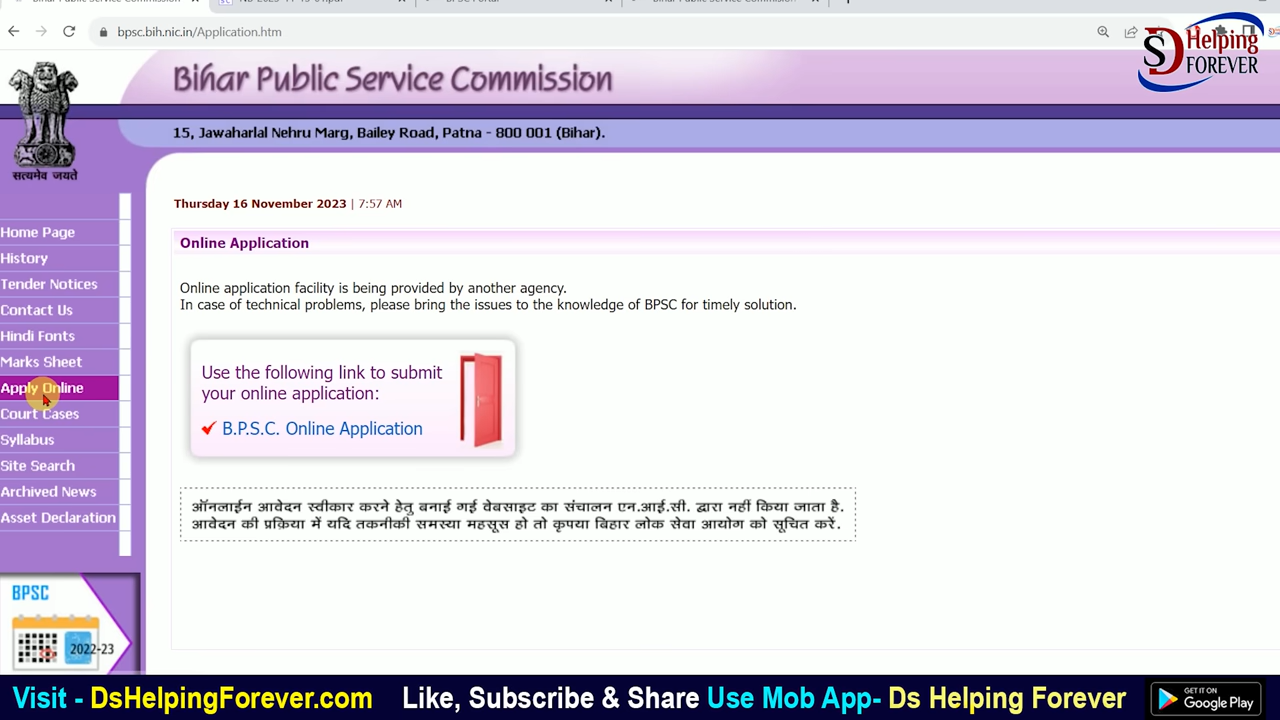 bpsc.bih.nic.in/Application.htm
SD Helping
FOREVER
Bihar Public Service Commission
15, Jawaharlal Nehru Marg, Bailey Road, Patna - 800 001 (Bihar).
सत्यमेव जयते
Thursday 16 November 2023 | 7:57 AM
Home Page
History
Tender Notices
Contact Us
Hindi Fonts
Marks Sheet
Apply Online
Court Cases
Syllabus
Site Search
Archived News
Asset Declaration
Online Application
Online application facility is being provided by another agency.
In case of technical problems, please bring the issues to the knowledge of BPSC for timely solution.
Use the following link to submit
your online application:
B.P.S.C. Online Application
ऑनलाईन आवेदन स्वीकार करने हेतु बनाई गई वेबसाइट का संचालन एन.आई.सी. द्वारा नहीं किया जाता है.
आवेदन की प्रक्रिया में यदि तकनीकी समस्या महसूस हो तो कृपया बिहार लोक सेवा आयोग को सूचित करें.
BPSC
2022-23
Visit - DsHelpingForever.com Like, Subscribe & Share Use Mob App- Ds Helping Forever
GET IT ON
Google Play